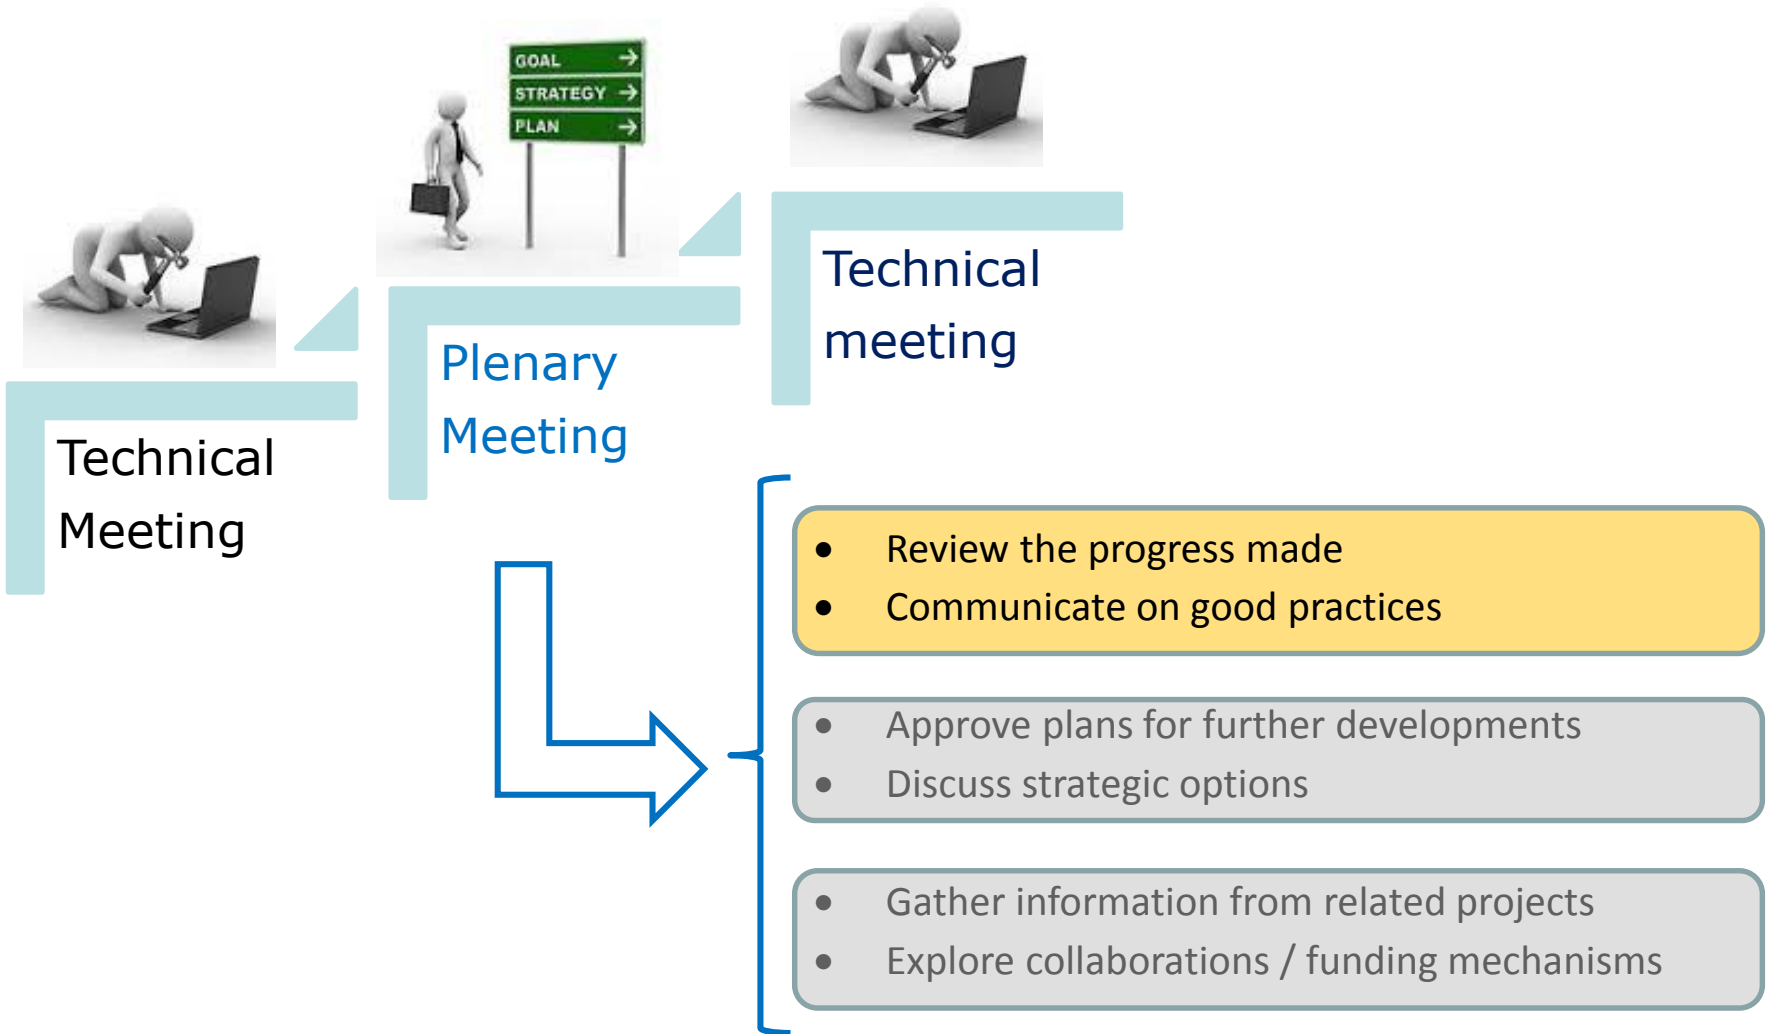 GOAL →
STRATEGY →
PLAN →
Technical
Meeting
Plenary
Meeting
Technical
meeting
• Review the progress made
• Communicate on good practices
• Approve plans for further developments
• Discuss strategic options
• Gather information from related projects
• Explore collaborations / funding mechanisms